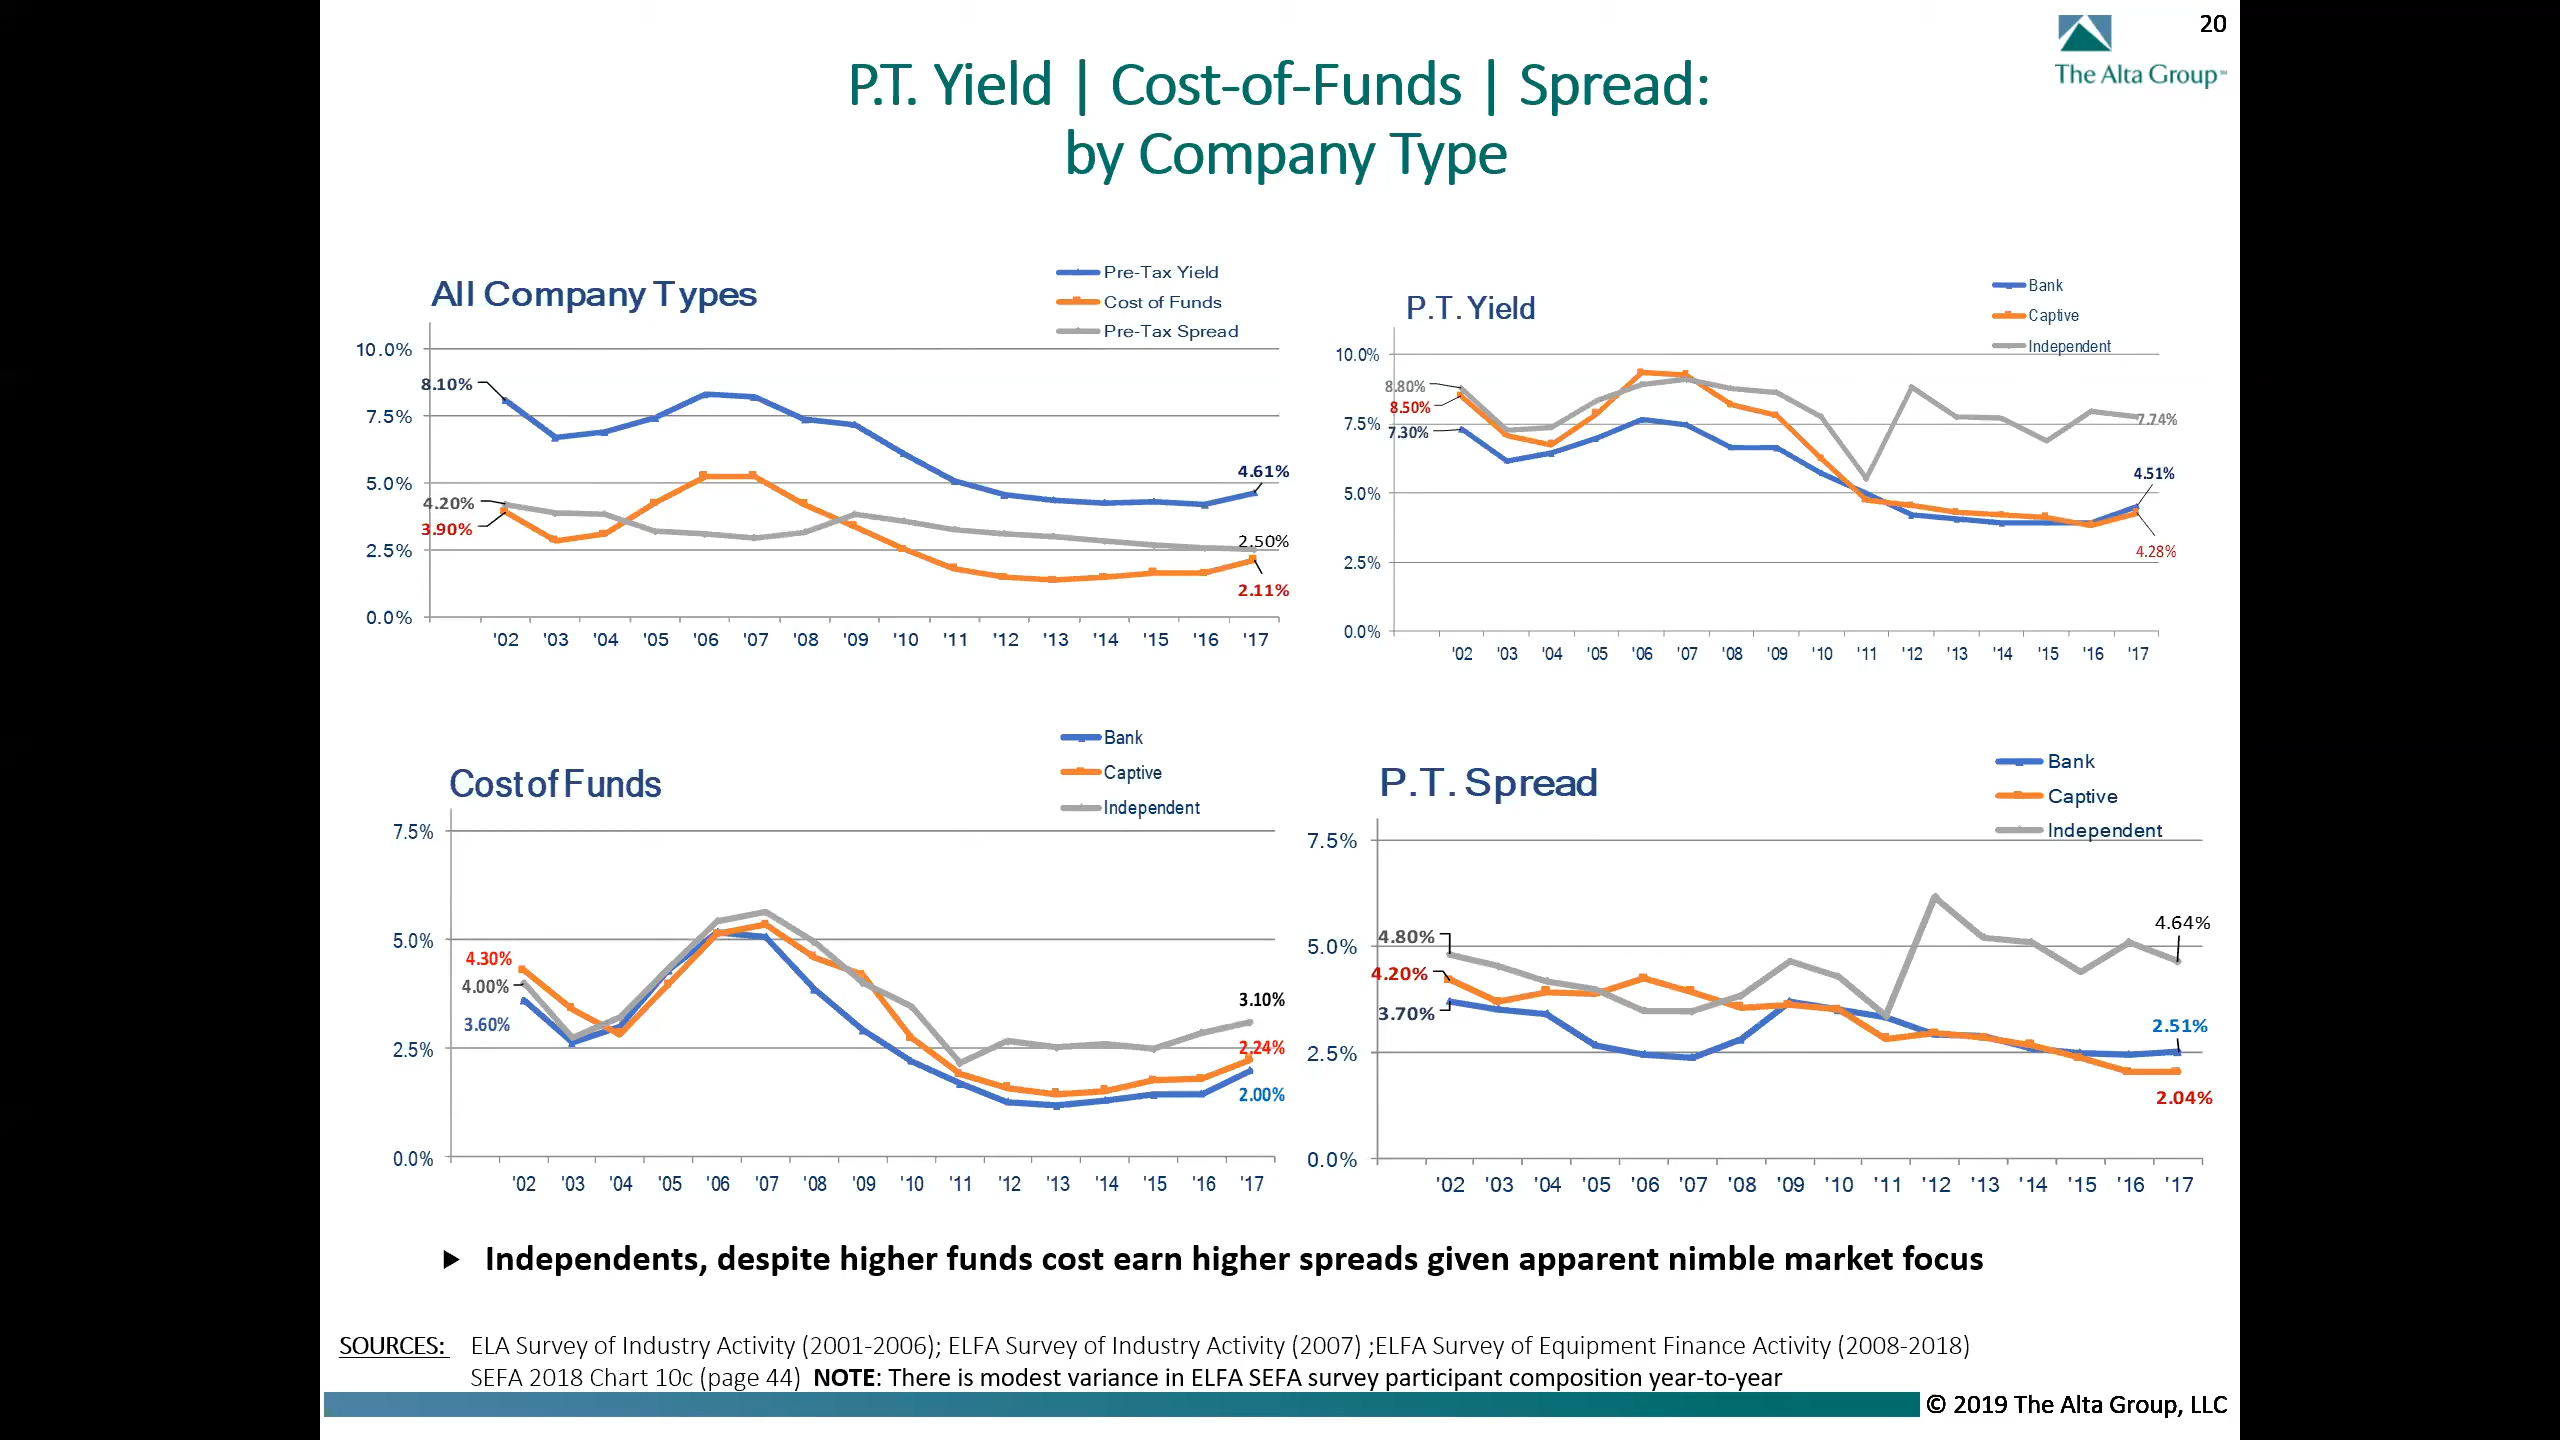 20
The Alta Group℠
P.T. Yield | Cost-of-Funds | Spread:
by Company Type
All Company Types
Pre-Tax Yield
Cost of Funds
Pre-Tax Spread
10.0%
7.5%
5.0%
2.5%
0.0%
8.10%
4.20%
3.90%
4.61%
2.50%
2.11%
'02 '03 '04 '05 '06 '07 '08 '09 '10 '11 '12 '13 '14 '15 '16 '17
P.T. Yield
Bank
Captive
Independent
10.0%
7.5%
5.0%
2.5%
0.0%
8.80%
8.50%
7.30%
7.74%
4.51%
4.28%
'02 '03 '04 '05 '06 '07 '08 '09 '10 '11 '12 '13 '14 '15 '16 '17
Cost of Funds
Bank
Captive
Independent
7.5%
5.0%
2.5%
0.0%
4.30%
4.00%
3.60%
3.10%
2.24%
2.00%
'02 '03 '04 '05 '06 '07 '08 '09 '10 '11 '12 '13 '14 '15 '16 '17
P.T. Spread
Bank
Captive
Independent
7.5%
5.0%
2.5%
0.0%
4.80%
4.20%
3.70%
4.64%
2.51%
2.04%
'02 '03 '04 '05 '06 '07 '08 '09 '10 '11 '12 '13 '14 '15 '16 '17
▶ Independents, despite higher funds cost earn higher spreads given apparent nimble market focus
SOURCES: ELA Survey of Industry Activity (2001-2006); ELFA Survey of Industry Activity (2007) ;ELFA Survey of Equipment Finance Activity (2008-2018)
SEFA 2018 Chart 10c (page 44) NOTE: There is modest variance in ELFA SEFA survey participant composition year-to-year
© 2019 The Alta Group, LLC